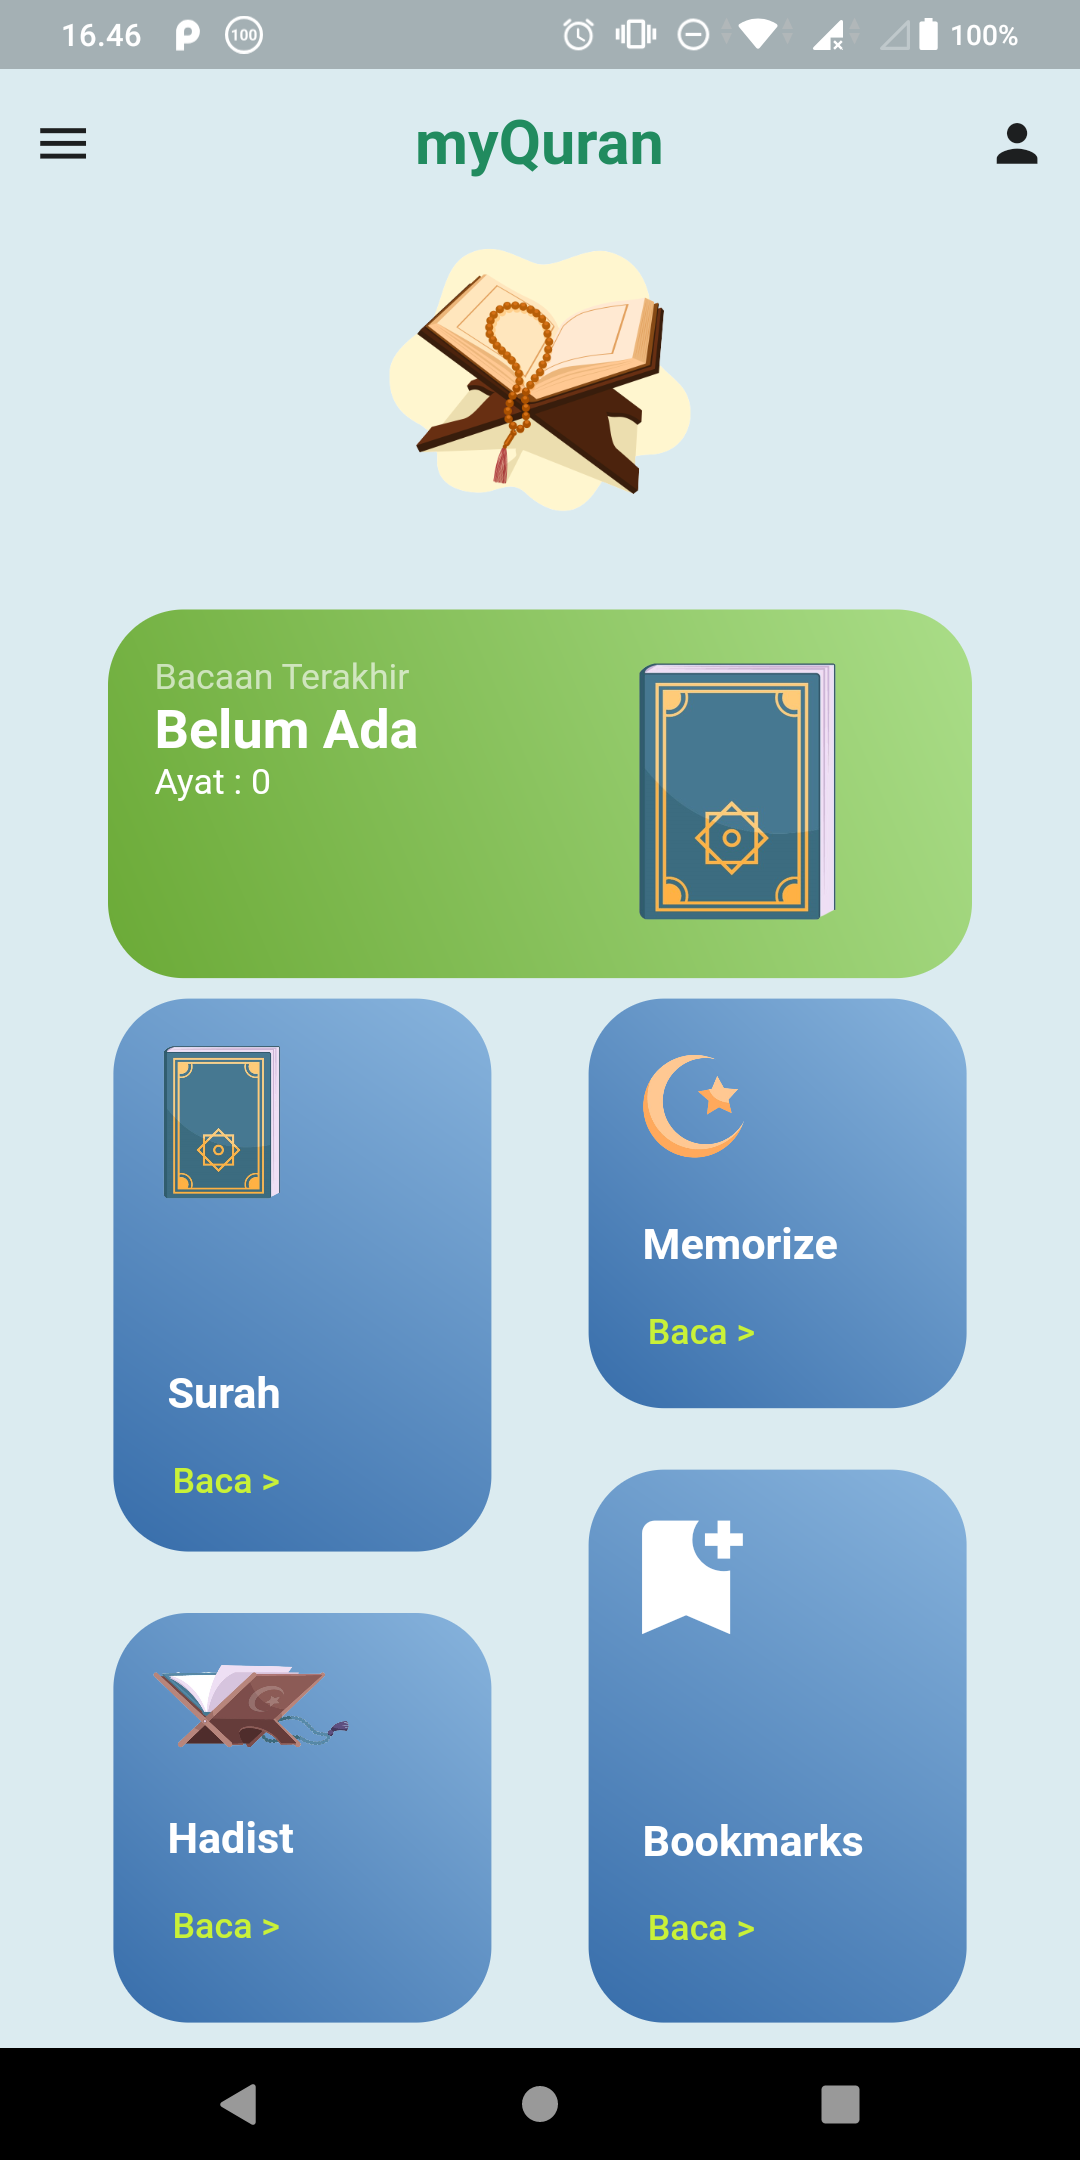 16.46
100
100%
myQuran
Bacaan Terakhir
Belum Ada
Ayat : 0
Surah
Baca >
Memorize
Baca >
Hadist
Baca >
Bookmarks
Baca >